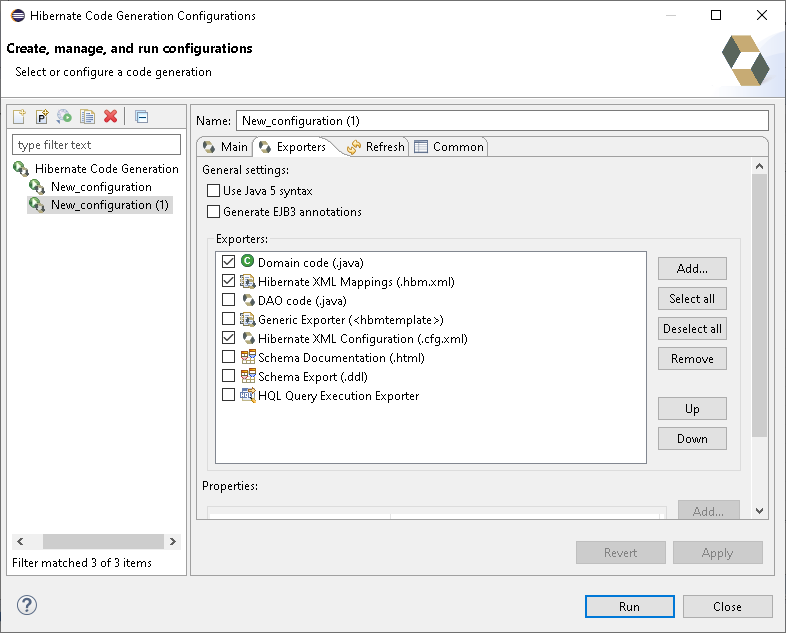 Hibernate Code Generation Configurations
Create, manage, and run configurations
Select or configure a code generation
type filter text
Hibernate Code Generation
New_configuration
New_configuration (1)
Filter matched 3 of 3 items
Name: New_configuration (1)
Main Exporters Refresh Common
General settings:
Use Java 5 syntax
Generate EJB3 annotations
Exporters:
Domain code (.java)
Hibernate XML Mappings (.hbm.xml)
DAO code (.java)
Generic Exporter (<hbmtemplate>)
Hibernate XML Configuration (.cfg.xml)
Schema Documentation (.html)
Schema Export (.ddl)
HQL Query Execution Exporter
Add...
Select all
Deselect all
Remove
Up
Down
Properties:
Add...
Revert Apply
Run Close